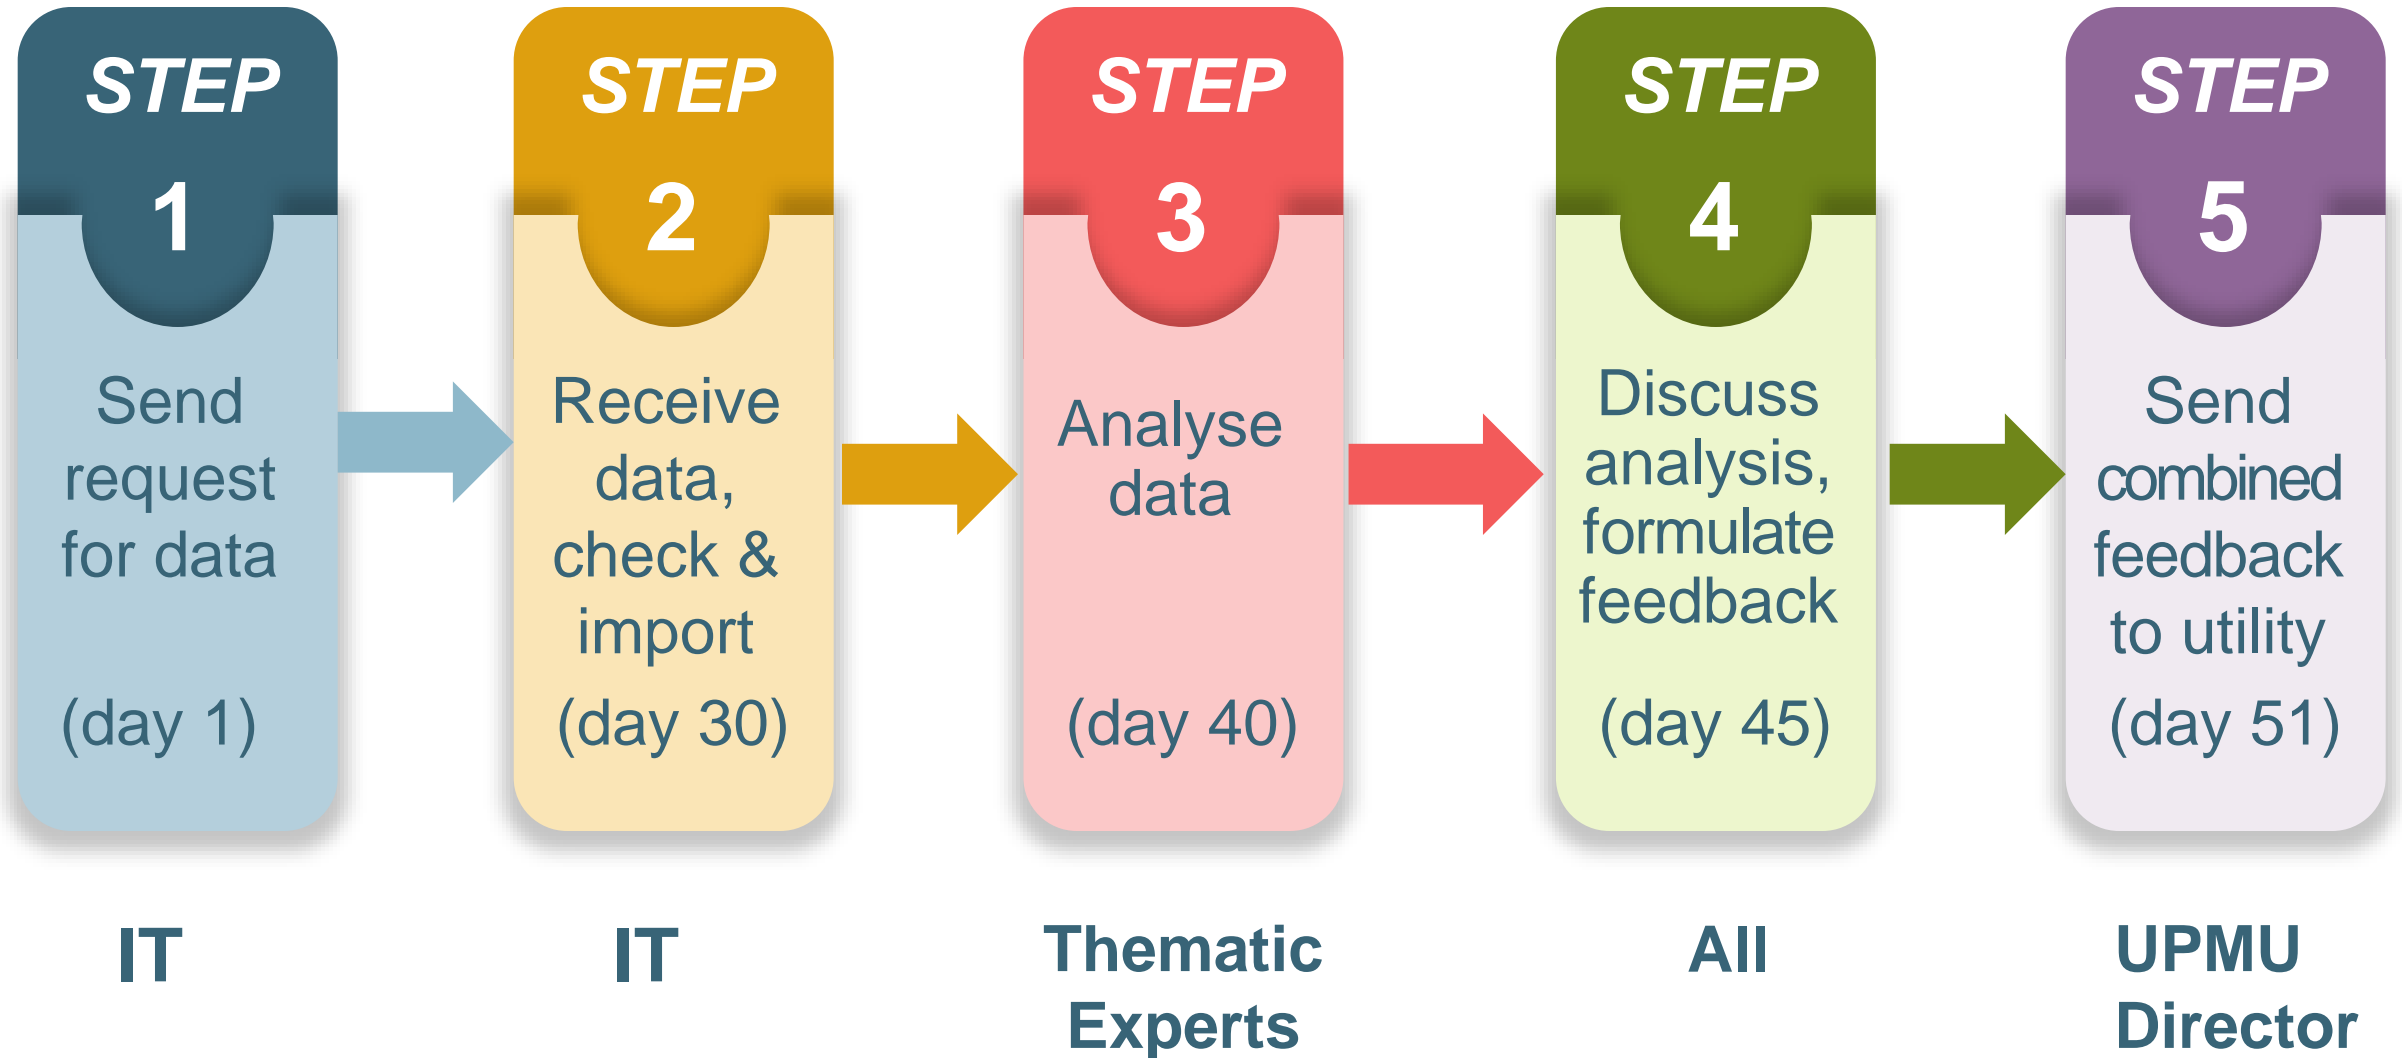 STEP
1
Send
request
for data
(day 1)
IT
STEP
2
Receive
data,
check &
import
(day 30)
IT
STEP
3
Analyse
data
(day 40)
Thematic
Experts
STEP
4
Discuss
analysis,
formulate
feedback
(day 45)
All
STEP
5
Send
combined
feedback
to utility
(day 51)
UPMU
Director